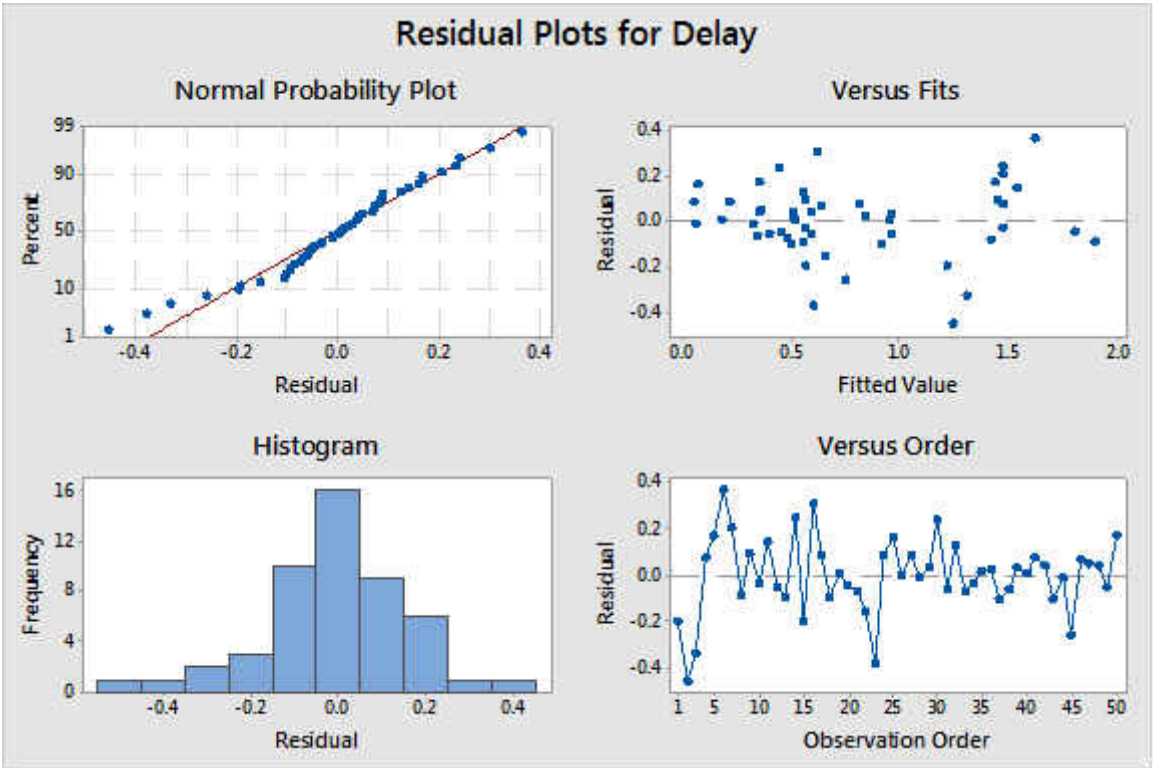 Residual Plots for Delay
Normal Probability Plot
99
90
50
10
1
Percent
-0.4 -0.2 0.0 0.2 0.4
Residual
Versus Fits
0.4
0.2
0.0
-0.2
-0.4
Residual
0.0 0.5 1.0 1.5 2.0
Fitted Value
Histogram
16
12
8
4
0
Frequency
-0.4 -0.2 0.0 0.2 0.4
Residual
Versus Order
0.4
0.2
0.0
-0.2
-0.4
Residual
1 5 10 15 20 25 30 35 40 45 50
Observation Order